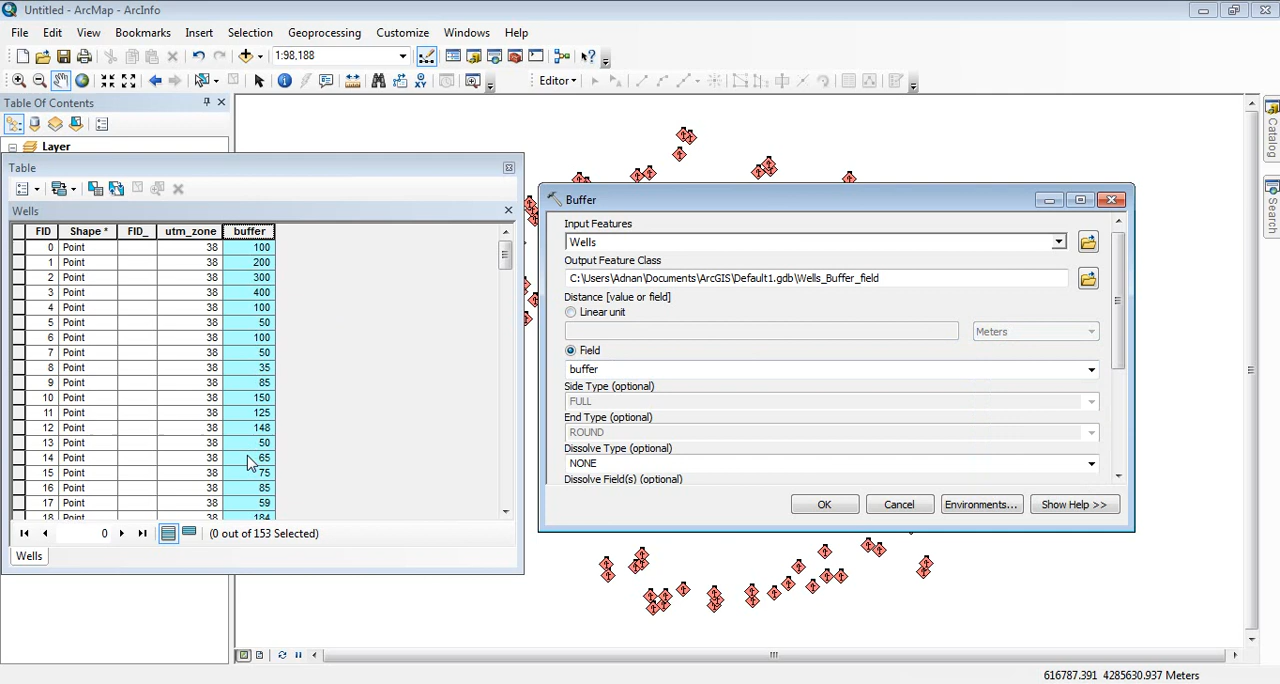 Untitled - ArcMap - ArcInfo
File Edit View Bookmarks Insert Selection Geoprocessing Customize Windows Help
1:98,188
Editor
Table Of Contents
Layer
Table
Wells
FID Shape * FID_ utm_zone buffer
0 Point 38 100
1 Point 38 200
2 Point 38 300
3 Point 38 400
4 Point 38 100
5 Point 38 50
6 Point 38 100
7 Point 38 50
8 Point 38 35
9 Point 38 85
10 Point 38 150
11 Point 38 125
12 Point 38 148
13 Point 38 50
14 Point 38 65
15 Point 38 75
16 Point 38 85
17 Point 38 59
18 Point 38 184
0 (0 out of 153 Selected)
Wells
Buffer
Input Features
Wells
Output Feature Class
C:\Users\Adnan\Documents\ArcGIS\Default1.gdb\Wells_Buffer_field
Distance [value or field]
Linear unit
Meters
Field
buffer
Side Type (optional)
FULL
End Type (optional)
ROUND
Dissolve Type (optional)
NONE
Dissolve Field(s) (optional)
OK Cancel Environments... Show Help >>
Catalog
Search
616787.391 4285630.937 Meters